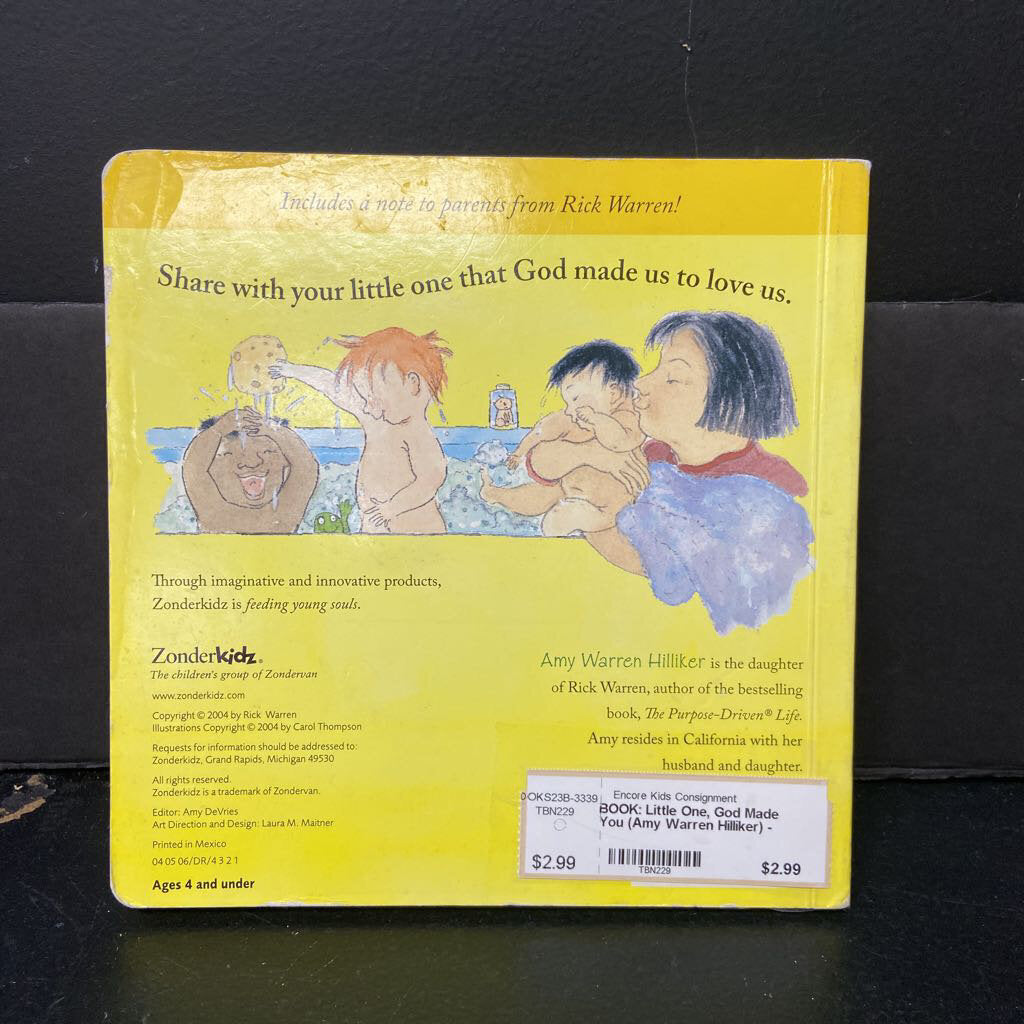 Includes a note to parents from Rick Warren!
Share with your little one that God made us to love us.
Through imaginative and innovative products,
Zonderkidz is feeding young souls.
Zonderkidz®
The children's group of Zondervan
www.zonderkidz.com
Copyright © 2004 by Rick Warren
Illustrations Copyright © 2004 by Carol Thompson
Requests for information should be addressed to:
Zonderkidz, Grand Rapids, Michigan 49530
All rights reserved.
Zonderkidz is a trademark of Zondervan.
Editor: Amy DeVries
Art Direction and Design: Laura M. Maitner
Printed in Mexico
04 05 06/DR/4 3 2 1
Ages 4 and under
Amy Warren Hilliker is the daughter
of Rick Warren, author of the bestselling
book, The Purpose-Driven® Life.
Amy resides in California with her
husband and daughter.
OOKS23B-3339
TBN229
$2.99
Encore Kids Consignment
BOOK: Little One, God Made
You (Amy Warren Hilliker) -
TBN229
$2.99